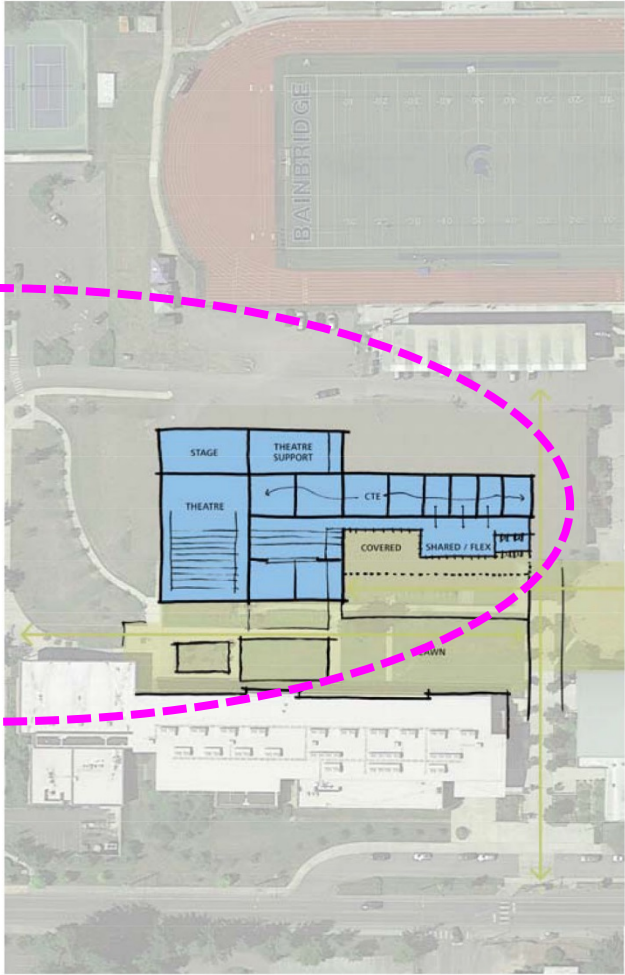 BAINBRIDGE
STAGE
THEATRE
SUPPORT
THEATRE
CTE
COVERED
SHARED / FLEX
LAWN